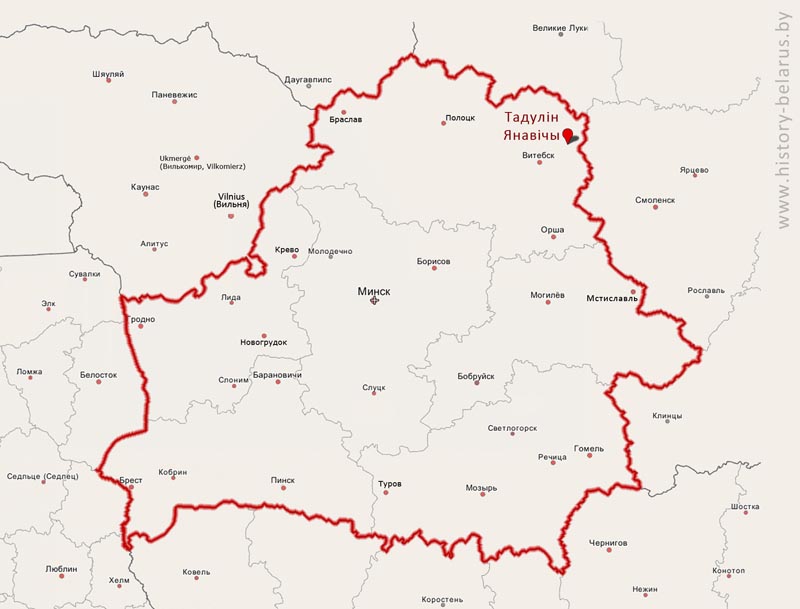 Великие Луки
www.history-belarus.by
Шяуляй
Даугавпилс
Паневежис
Браслав
Полоцк
Тадулін
Янавічы
Витебск
Ukmergė
(Вилькомир, Vilkomierz)
Ярцево
Каунас
Vilnius
(Вильня)
Смоленск
Алитус
Крево
Молодечно
Орша
Борисов
Сувалки
Минск
Элк
Лида
Могилёв
Мстиславль
Рославль
Гродно
Новогрудок
Ломжа
Белосток
Слоним
Барановичи
Слуцк
Бобруйск
Клинцы
Светлогорск
Речица
Гомель
Седльце (Седлец)
Брест
Кобрин
Пинск
Туров
Мозырь
Шостка
Чернигов
Люблин
Хелм
Ковель
Конотоп
Коростень
Нежин